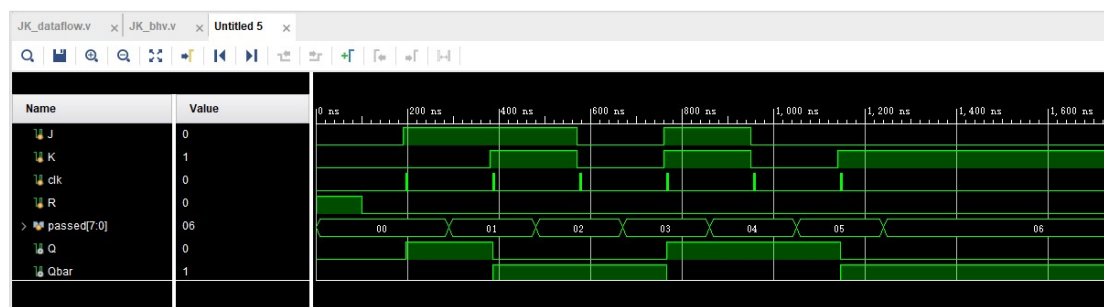 JK_dataflow.v x JK_bhv.v x Untitled 5 x
Name Value
0 ns 200 ns 400 ns 600 ns 800 ns 1,000 ns 1,200 ns 1,400 ns 1,600 ns
J 0
K 1
clk 0
R 0
> passed[7:0] 06 00 01 02 03 04 05 06
Q 0
Qbar 1